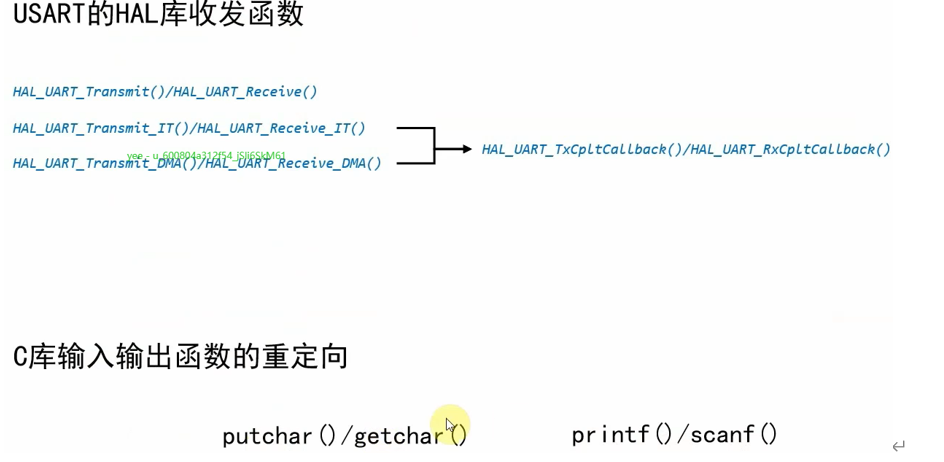 USART的HAL库收发函数
HAL_UART_Transmit()/HAL_UART_Receive()
HAL_UART_Transmit_IT()/HAL_UART_Receive_IT()
HAL_UART_Transmit_DMA()/HAL_UART_Receive_DMA()
HAL_UART_TxCpltCallback()/HAL_UART_RxCpltCallback()
C库输入输出函数的重定向
putchar()/getchar() printf()/scanf()